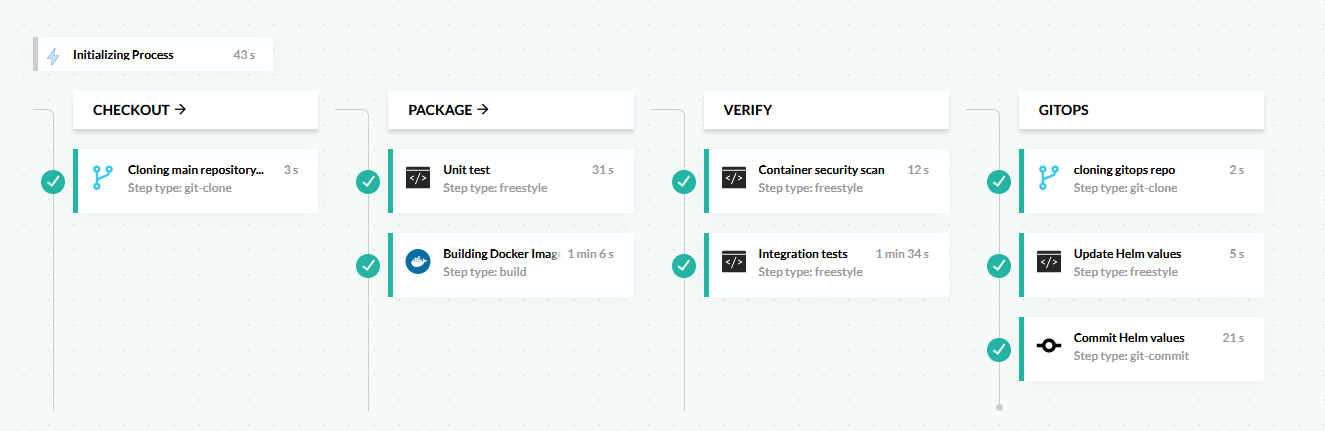 Initializing Process 43 s
CHECKOUT →
Cloning main repository... 3 s
Step type: git-clone
PACKAGE →
Unit test 31 s
Step type: freestyle
Building Docker Imag 1 min 6 s
Step type: build
VERIFY
Container security scan 12 s
Step type: freestyle
Integration tests 1 min 34 s
Step type: freestyle
GITOPS
cloning gitops repo 2 s
Step type: git-clone
Update Helm values 5 s
Step type: freestyle
Commit Helm values 21 s
Step type: git-commit